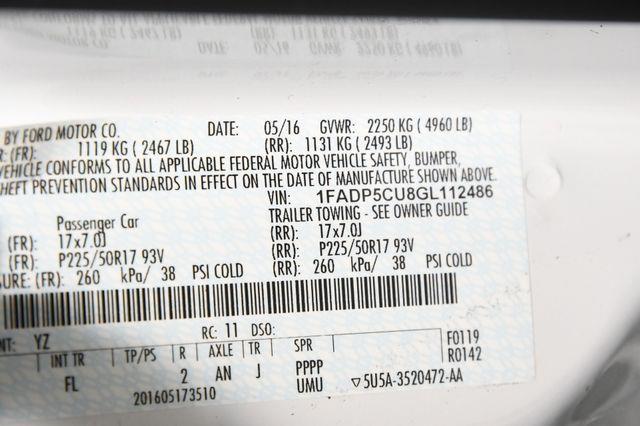 BY FORD MOTOR CO. DATE: 05/16 GVWR: 2250 KG ( 4960 LB)
(FR): 1119 KG ( 2467 LB) (RR): 1131 KG ( 2493 LB)
VEHICLE CONFORMS TO ALL APPLICABLE FEDERAL MOTOR VEHICLE SAFETY, BUMPER,
THEFT PREVENTION STANDARDS IN EFFECT ON THE DATE OF MANUFACTURE SHOWN ABOVE.
VIN: 1FADP5CU8GL112486
Passenger Car TRAILER TOWING - SEE OWNER GUIDE
(FR): 17x7.0J (RR): 17x7.0J
(FR): P225/50R17 93V (RR): P225/50R17 93V
SURE: (FR): 260 kPa/ 38 PSI COLD (RR): 260 kPa/ 38 PSI COLD
NT: YZ RC: 11 DSO: F0119
INT TR TP/PS R AXLE TR SPR R0142
FL 2 AN J PPPP
UMU
201605173510 ▽5U5A-3520472-AA